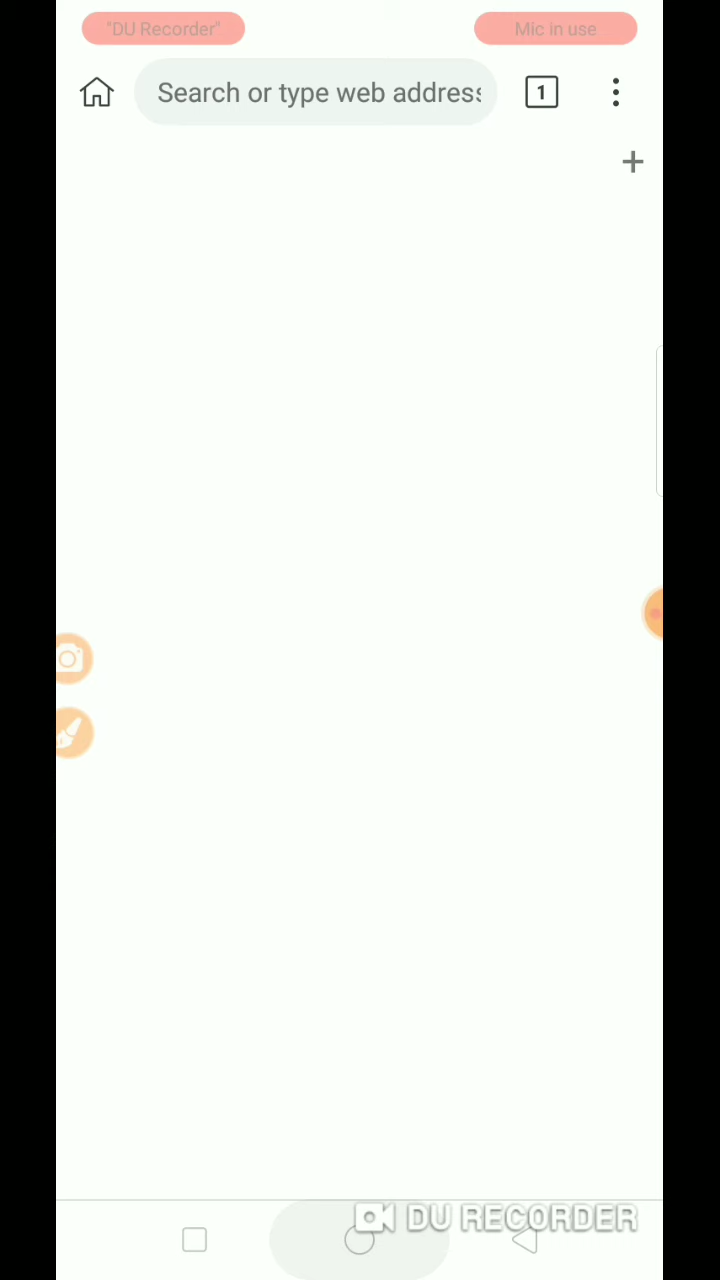 "DU Recorder"
Mic in use
Search or type web address
1
DU RECORDER